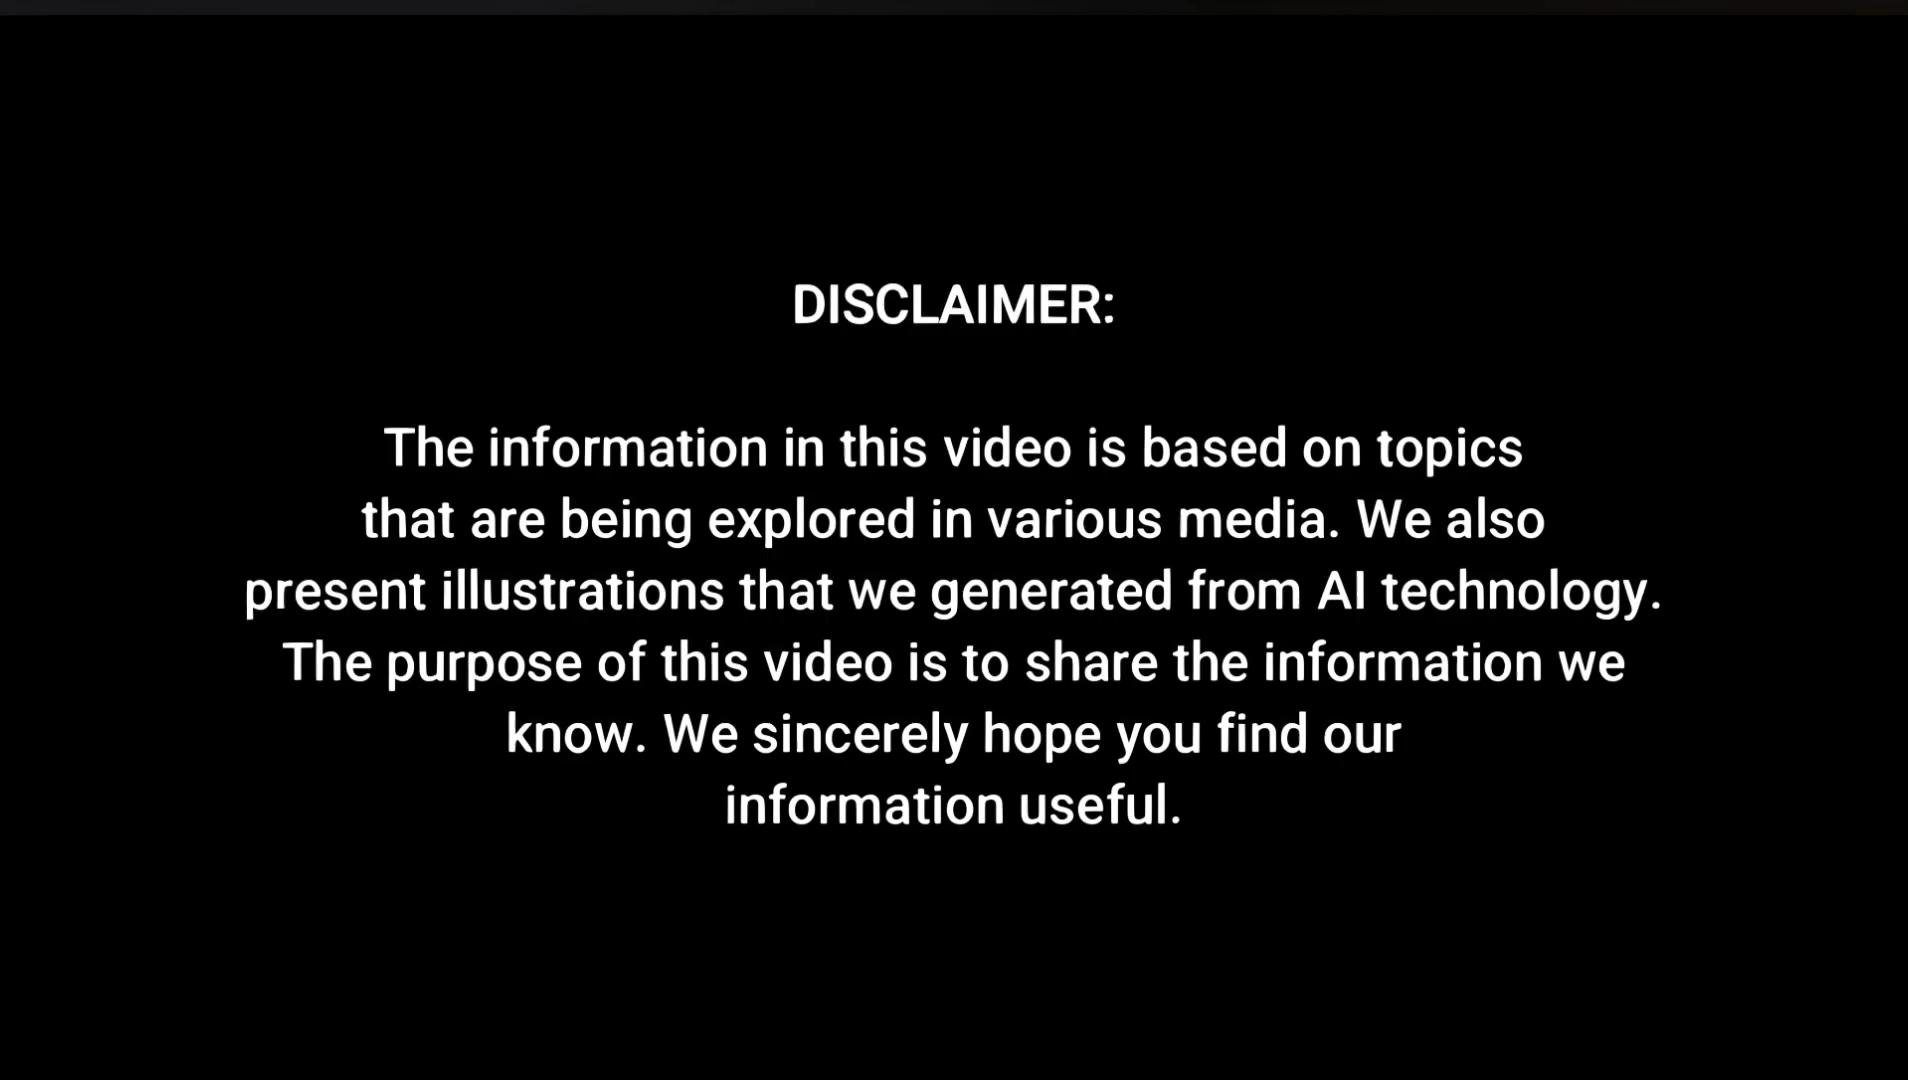 DISCLAIMER:
The information in this video is based on topics
that are being explored in various media. We also
present illustrations that we generated from AI technology.
The purpose of this video is to share the information we
know. We sincerely hope you find our
information useful.